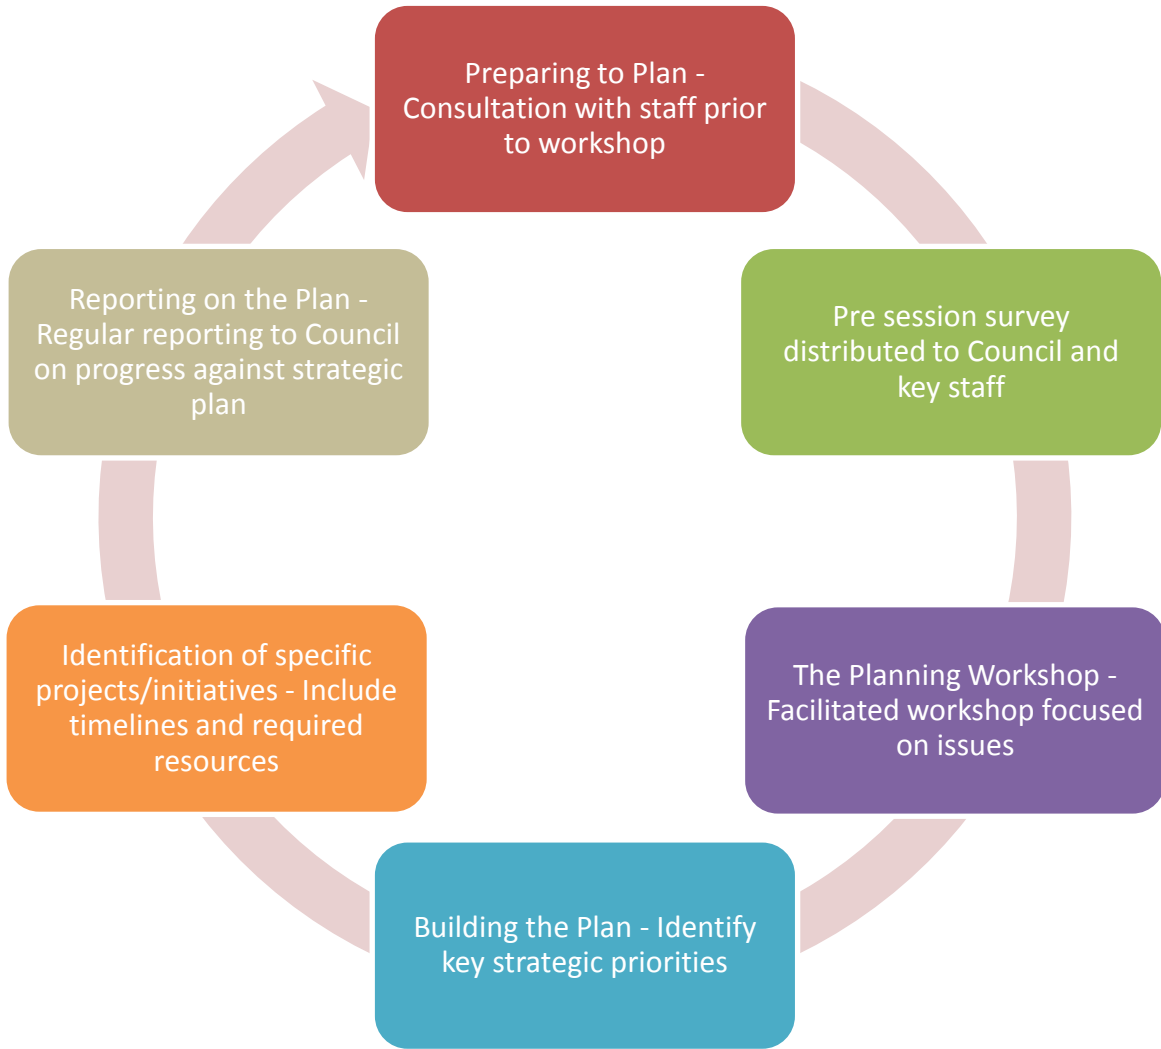 Preparing to Plan -
Consultation with staff prior
to workshop
Pre session survey
distributed to Council and
key staff
The Planning Workshop -
Facilitated workshop focused
on issues
Building the Plan - Identify
key strategic priorities
Identification of specific
projects/initiatives - Include
timelines and required
resources
Reporting on the Plan -
Regular reporting to Council
on progress against strategic
plan